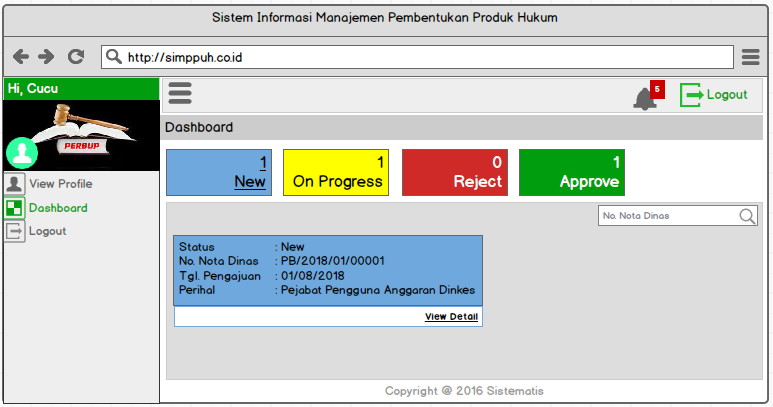 Sistem Informasi Manajemen Pembentukan Produk Hukum
http://simppuh.co.id
Hi, Cucu
PERBUP
View Profile
Dashboard
Logout
5
Logout
Dashboard
1
New
1
On Progress
0
Reject
1
Approve
No. Nota Dinas
Status : New
No. Nota Dinas : PB/2018/01/00001
Tgl. Pengajuan : 01/08/2018
Perihal : Pejabat Pengguna Anggaran Dinkes
View Detail
Copyright @ 2016 Sistematis